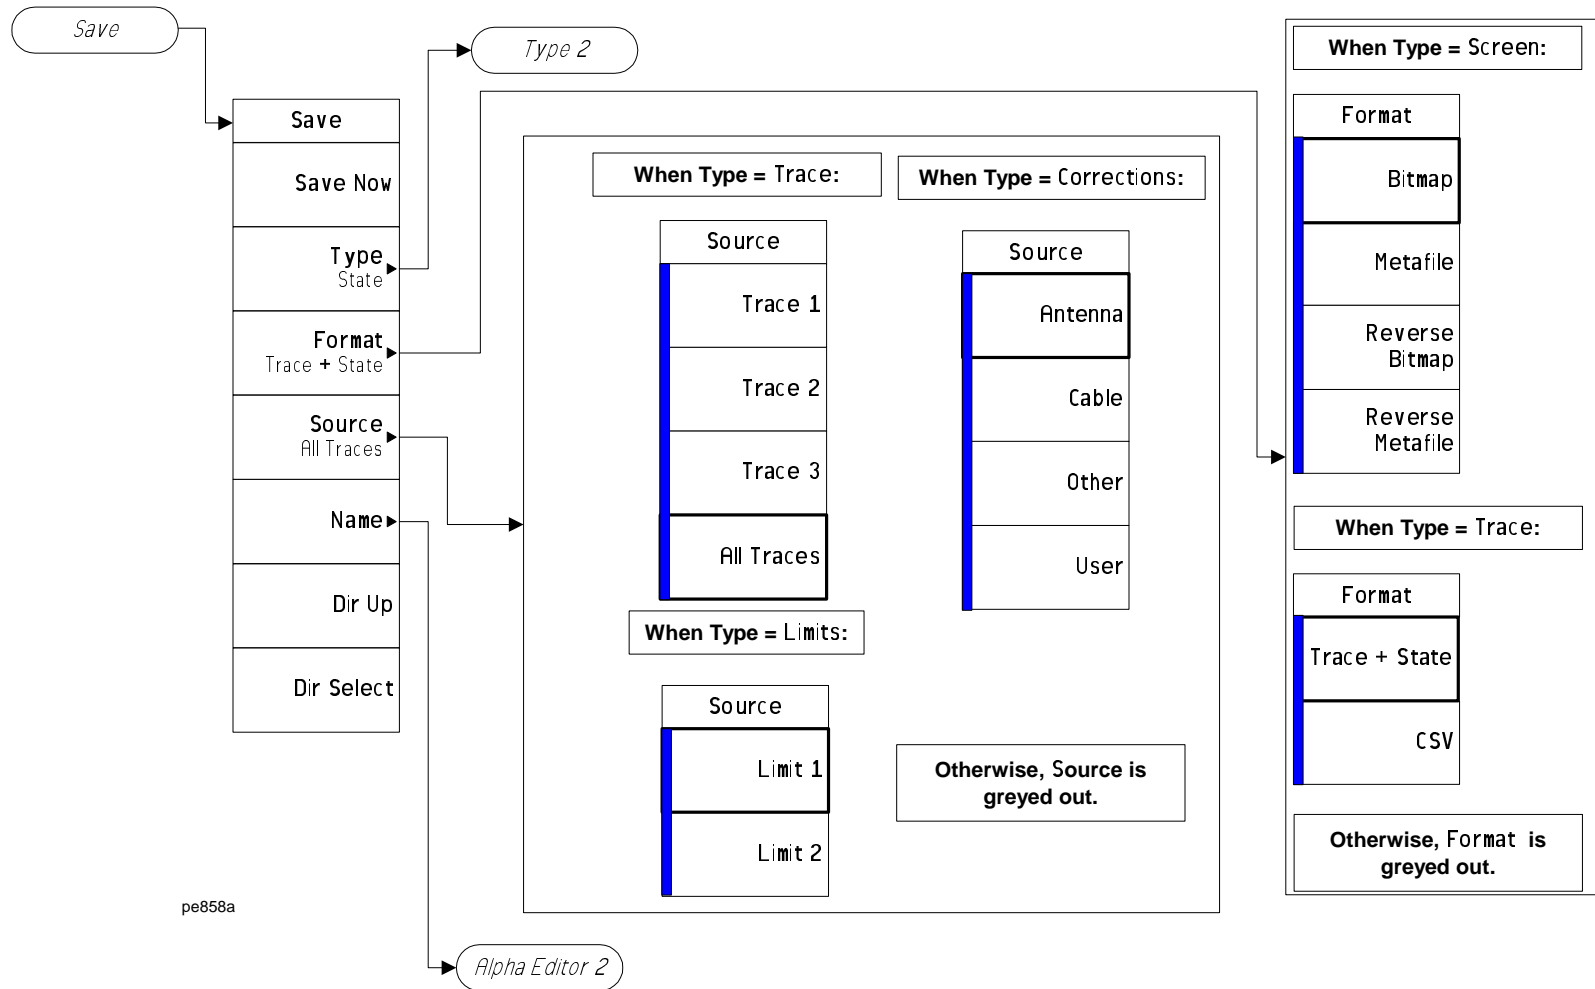 Save
Type 2
Save
Save Now
Type
State
Format
Trace + State
Source
All Traces
Name
Dir Up
Dir Select
When Type = Trace:
Source
Trace 1
Trace 2
Trace 3
All Traces
When Type = Corrections:
Source
Antenna
Cable
Other
User
When Type = Limits:
Source
Limit 1
Limit 2
Otherwise, Source is
greyed out.
When Type = Screen:
Format
Bitmap
Metafile
Reverse
Bitmap
Reverse
Metafile
When Type = Trace:
Format
Trace + State
CSV
Otherwise, Format is
greyed out.
pe858a
Alpha Editor 2